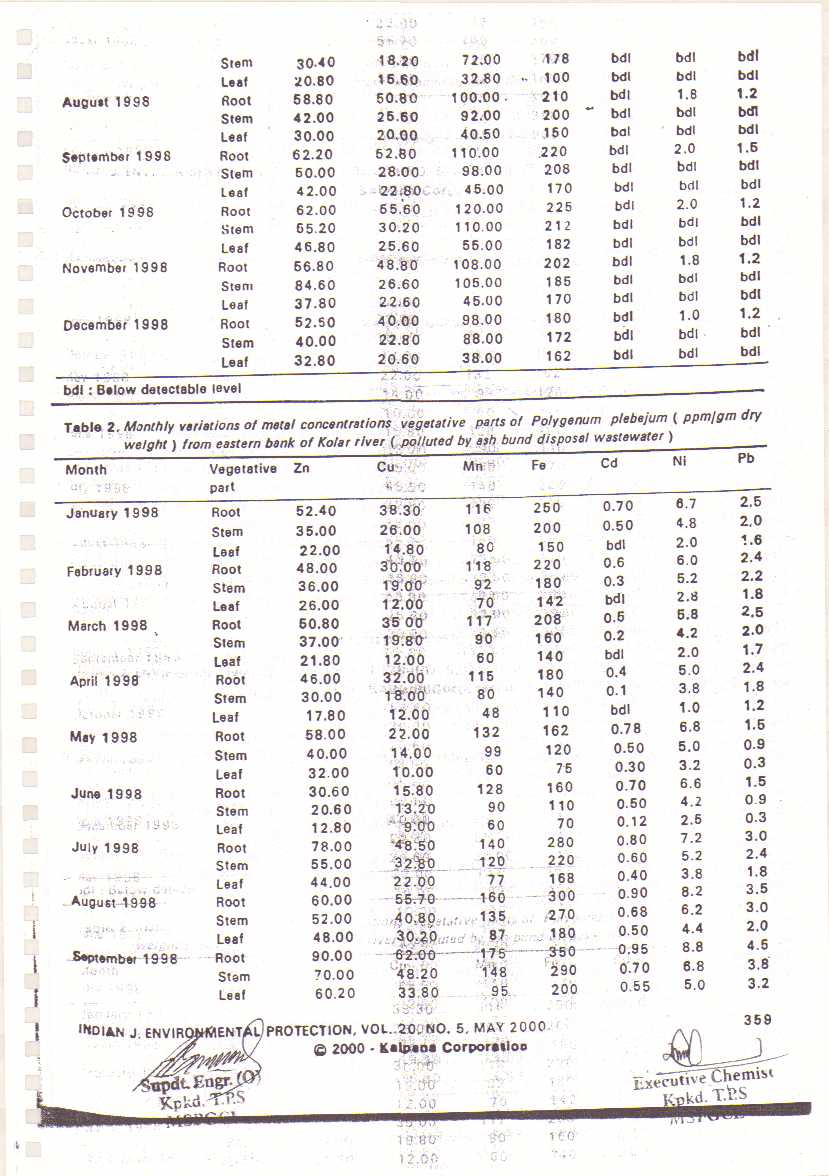 Stem 30.40 18.20 72.00 178 bdl bdl bdl
Leaf 20.80 15.60 32.80 100 bdl bdl bdl
August 1998 Root 58.80 50.80 100.00 210 bdl 1.8 1.2
Stem 42.00 25.60 92.00 200 bdl bdl bdl
Leaf 30.00 20.00 40.50 150 bdl bdl bdl
September 1998 Root 62.20 52.80 110.00 220 bdl 2.0 1.5
Stem 50.00 28.00 98.00 208 bdl bdl bdl
Leaf 42.00 22.80 45.00 170 bdl bdl bdl
October 1998 Root 62.00 55.60 120.00 225 bdl 2.0 1.2
Stem 55.20 30.20 110.00 212 bdl bdl bdl
Leaf 46.80 25.60 55.00 182 bdl bdl bdl
November 1998 Root 56.80 48.80 108.00 202 bdl 1.8 1.2
Stem 84.60 26.60 105.00 185 bdl bdl bdl
Leaf 37.80 22.60 45.00 170 bdl bdl bdl
December 1998 Root 52.50 40.00 98.00 180 bdl 1.0 1.2
Stem 40.00 22.80 88.00 172 bdl bdl bdl
Leaf 32.80 20.60 38.00 162 bdl bdl bdl
bdl : Below detectable level
Table 2. Monthly variations of metal concentrations vegetative parts of Polygenum plebejum ( ppm/gm dry
weight ) from eastern bank of Kolar river ( polluted by ash bund disposal wastewater )
Month Vegetative Zn Cu Mn Fe Cd Ni Pb
part
January 1998 Root 52.40 38.30 116 250 0.70 6.7 2.5
Stem 35.00 26.00 108 200 0.50 4.8 2.0
Leaf 22.00 14.80 80 150 bdl 2.0 1.6
February 1998 Root 48.00 30.00 118 220 0.6 6.0 2.4
Stem 36.00 19.00 92 180 0.3 5.2 2.2
Leaf 26.00 12.00 70 142 bdl 2.8 1.8
March 1998 Root 50.80 35 00 117 208 0.5 5.8 2.5
Stem 37.00 19.80 90 160 0.2 4.2 2.0
Leaf 21.80 12.00 60 140 bdl 2.0 1.7
April 1998 Root 46.00 32.00 115 180 0.4 5.0 2.4
Stem 30.00 18.00 80 140 0.1 3.8 1.8
Leaf 17.80 12.00 48 110 bdl 1.0 1.2
May 1998 Root 58.00 22.00 132 162 0.78 6.8 1.5
Stem 40.00 14.00 99 120 0.50 5.0 0.9
Leaf 32.00 10.00 60 75 0.30 3.2 0.3
June 1998 Root 30.60 15.80 128 160 0.70 6.6 1.5
Stem 20.60 13.20 90 110 0.50 4.2 0.9
Leaf 12.80 9.00 60 70 0.12 2.5 0.3
July 1998 Root 78.00 48.50 140 280 0.80 7.2 3.0
Stem 55.00 32.80 120 220 0.60 5.2 2.4
Leaf 44.00 22.00 77 168 0.40 3.8 1.8
August 1998 Root 60.00 55.70 160 300 0.90 8.2 3.5
Stem 52.00 40.80 135 270 0.68 6.2 3.0
Leaf 48.00 30.20 87 180 0.50 4.4 2.0
September 1998 Root 90.00 62.00 175 350 0.95 8.8 4.5
Stem 70.00 48.20 148 290 0.70 6.8 3.8
Leaf 60.20 33.80 95 200 0.55 5.0 3.2
INDIAN J. ENVIRONMENTAL PROTECTION, VOL. 20, NO. 5, MAY 2000 359
© 2000 - Kalpana Corporation
Supdt. Engr. (O) Executive Chemist
Kpkd. T.P.S Kpkd. T.P.S
MSPGCL MSPGCL